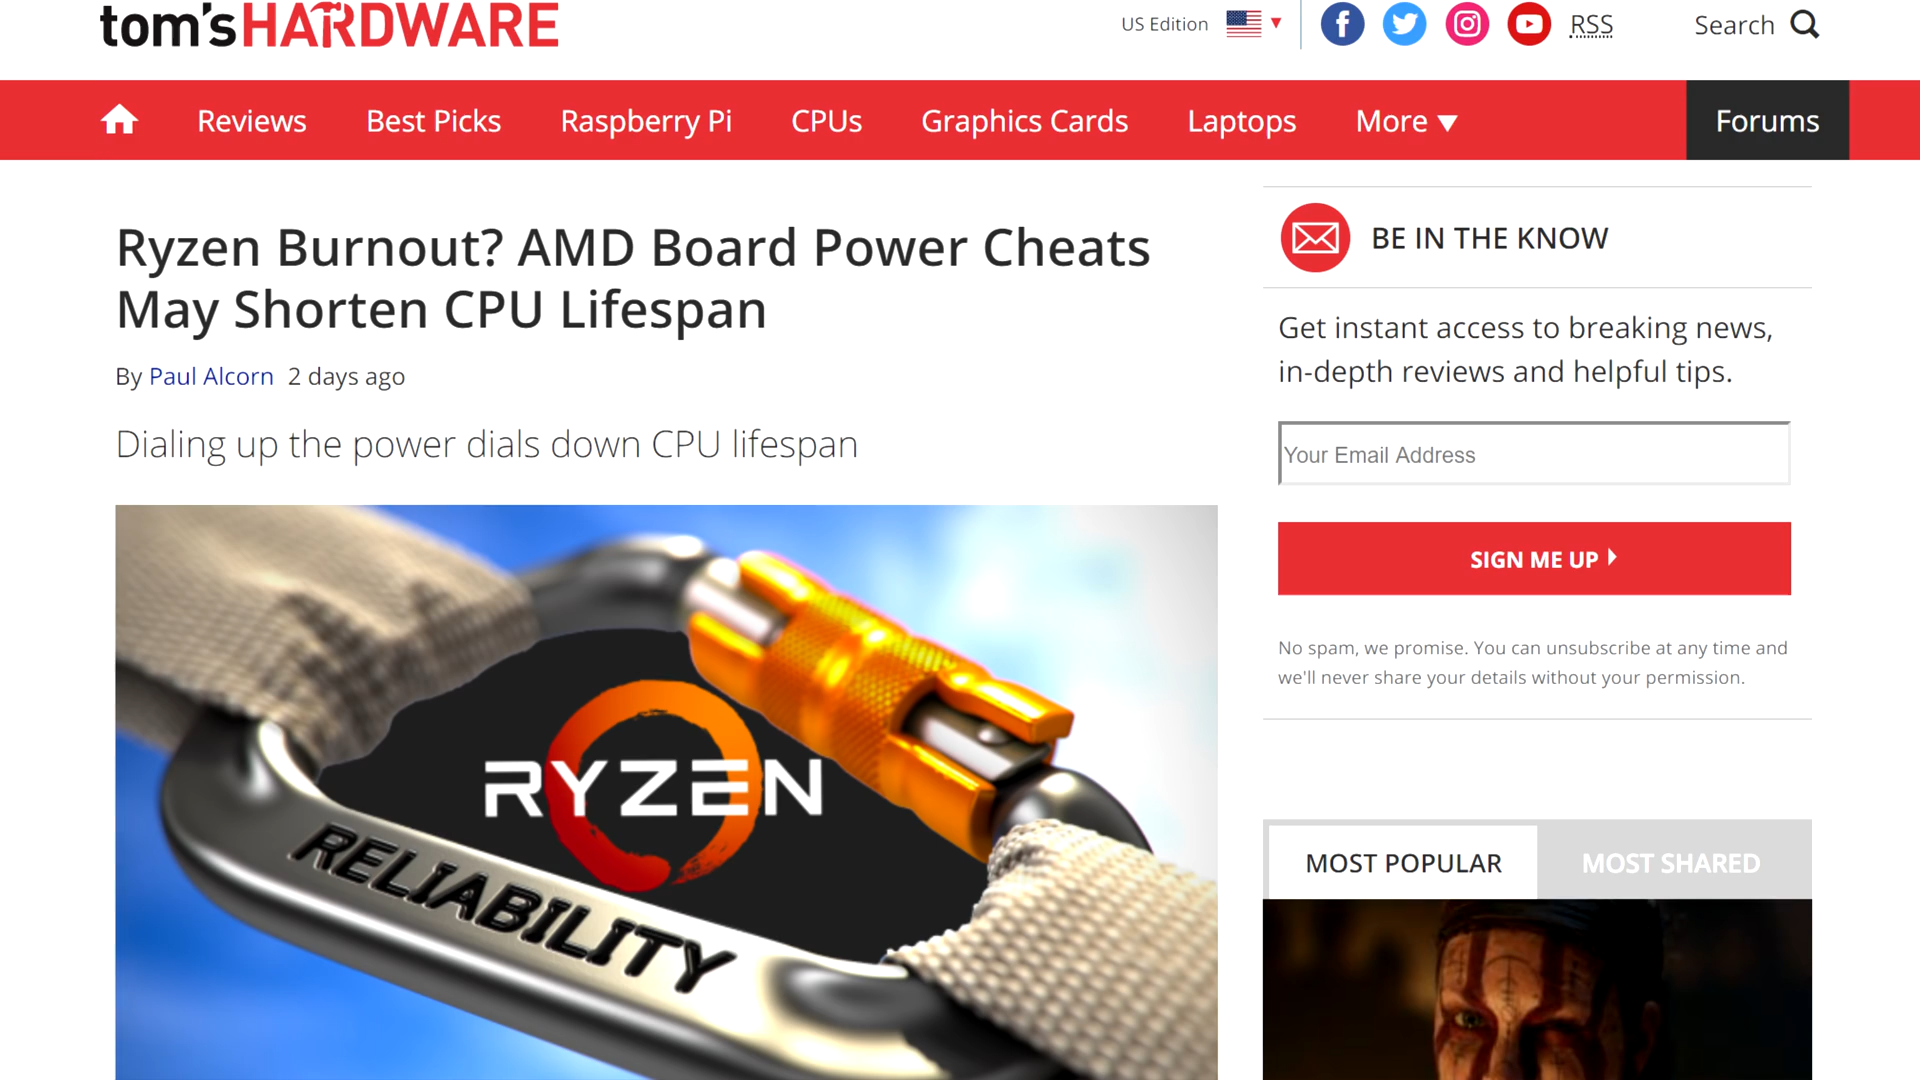 tom'sHARDWARE
US Edition
RSS
Search
Reviews
Best Picks
Raspberry Pi
CPUs
Graphics Cards
Laptops
More
Forums
Ryzen Burnout? AMD Board Power Cheats
May Shorten CPU Lifespan
By Paul Alcorn 2 days ago
Dialing up the power dials down CPU lifespan
RYZEN
RELIABILITY
BE IN THE KNOW
Get instant access to breaking news,
in-depth reviews and helpful tips.
Your Email Address
SIGN ME UP
No spam, we promise. You can unsubscribe at any time and
we'll never share your details without your permission.
MOST POPULAR
MOST SHARED